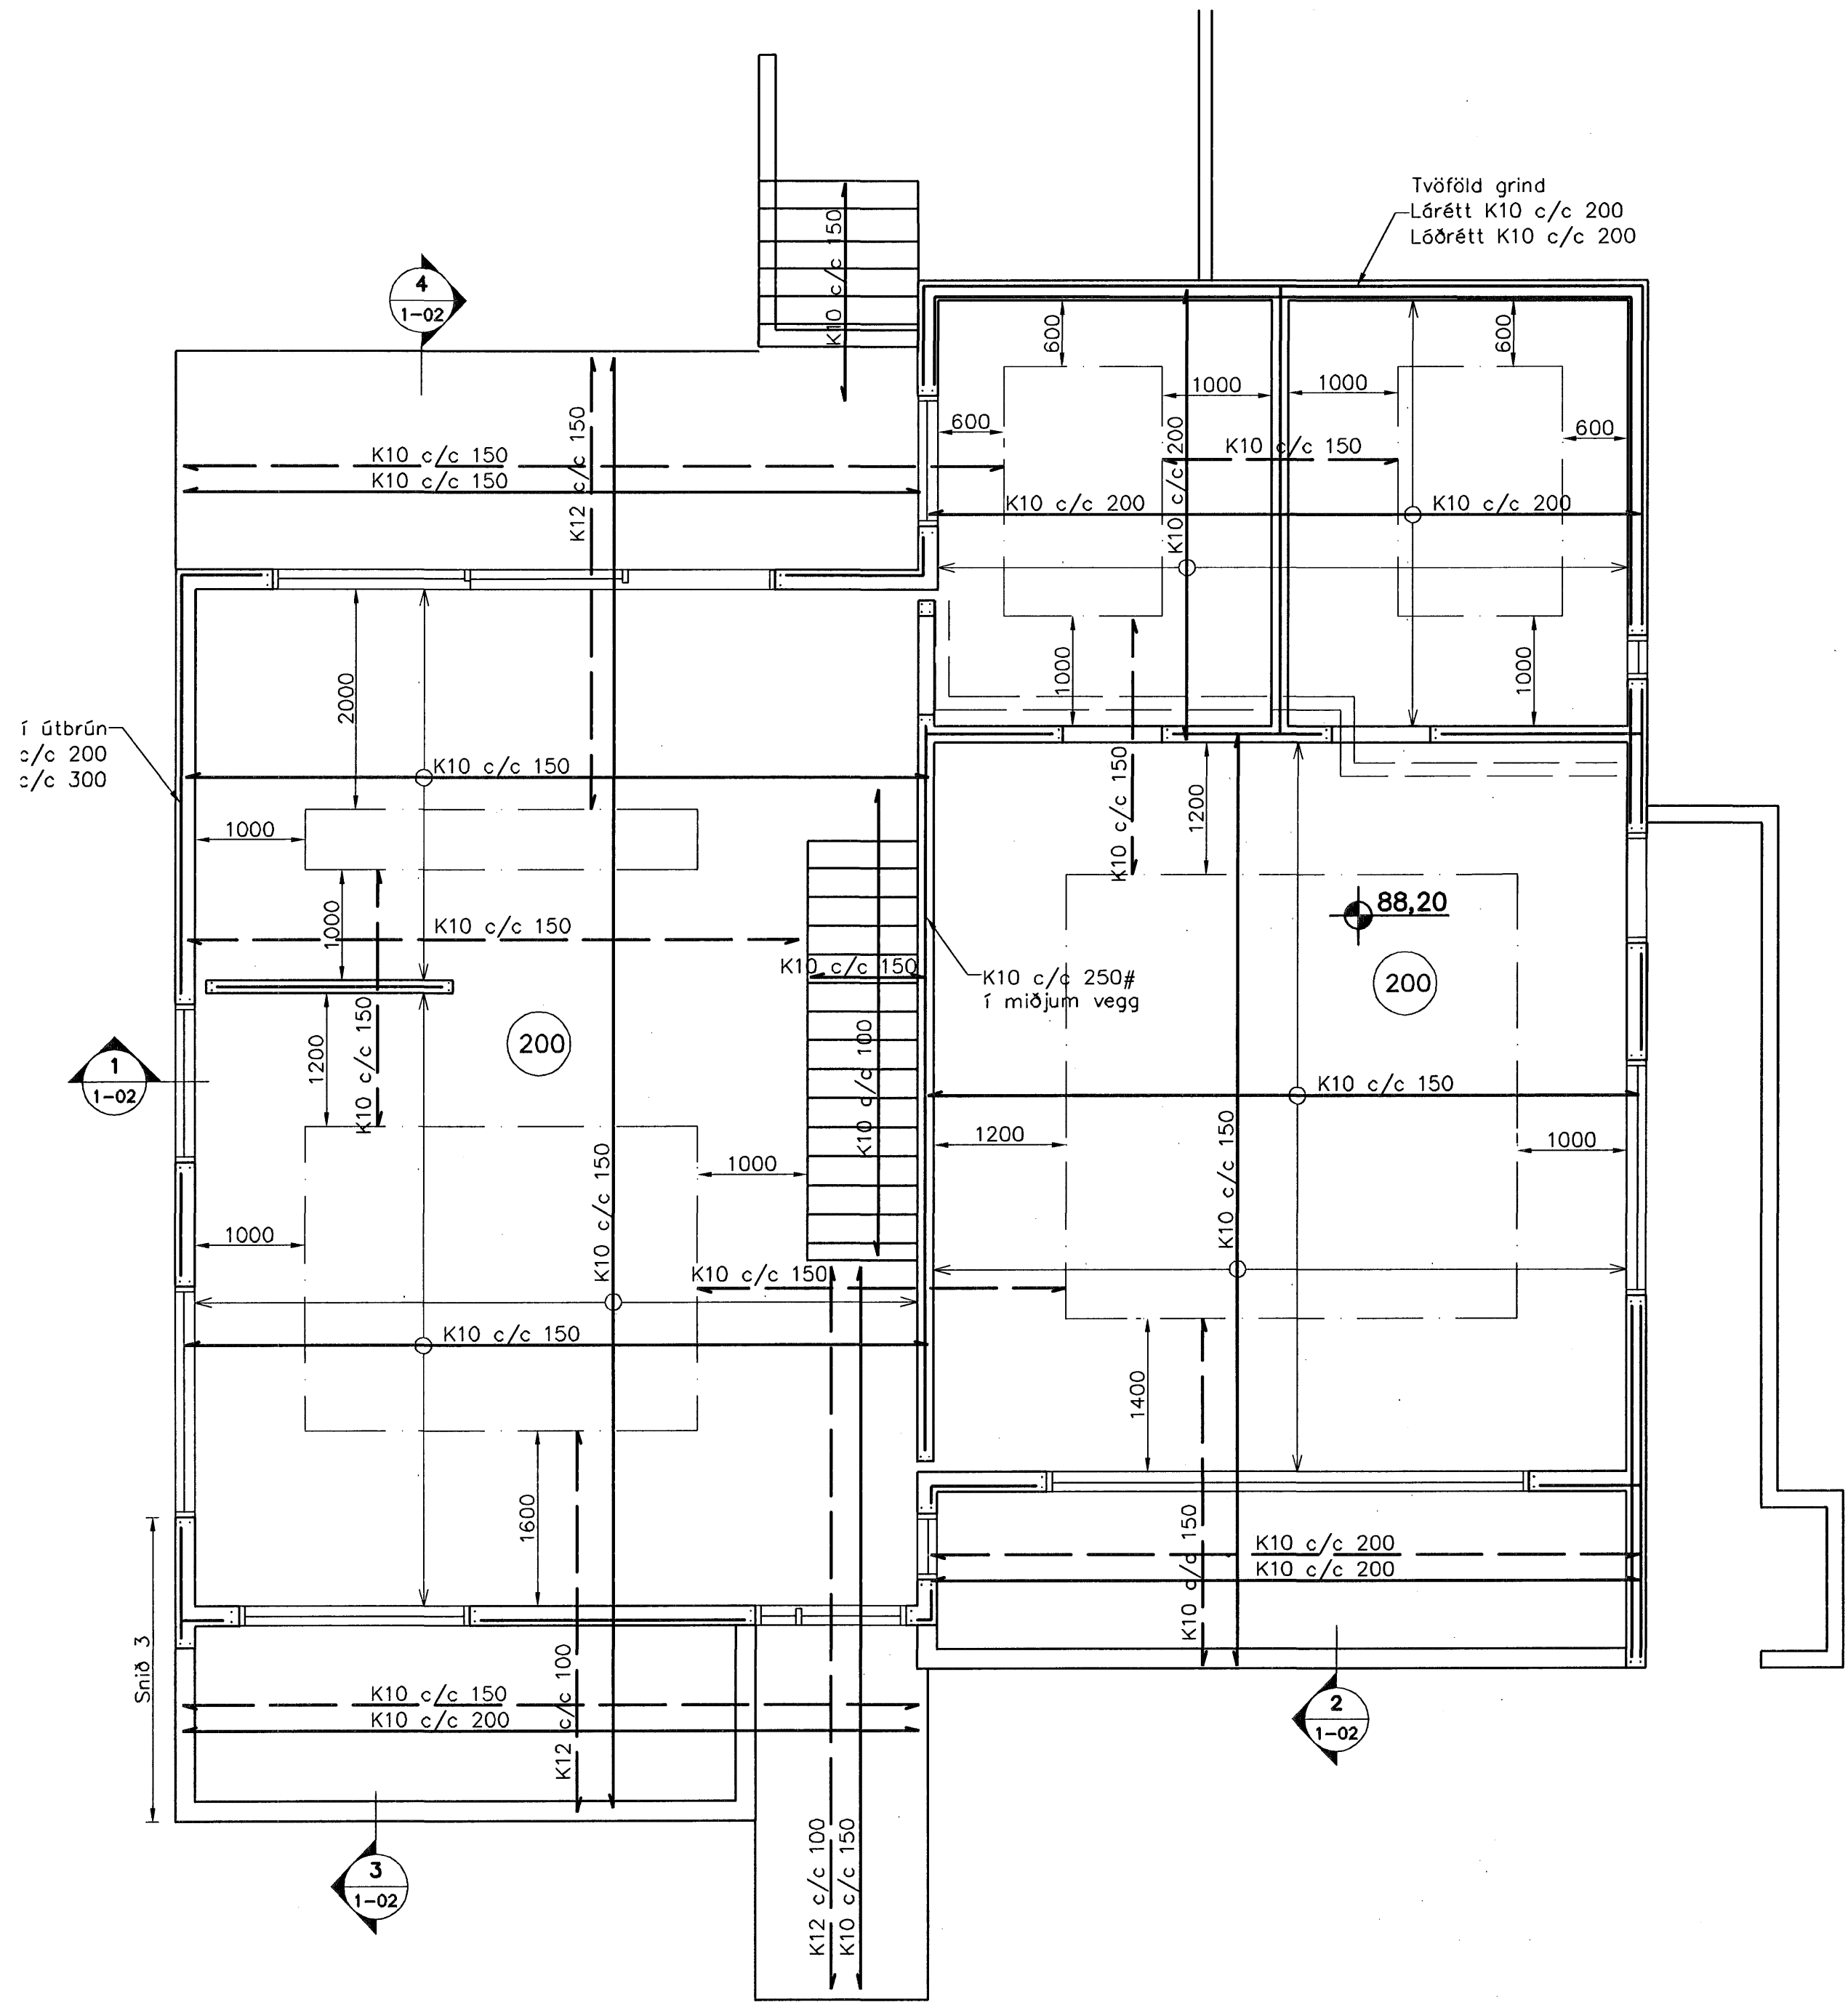 Tvöföld grind
Lárétt K10 c/c 200
Lóðrétt K10 c/c 200
K10 c/c 150
4
1-02
600
600
1000
1000
600
600
K12 c/c 150
K10 c/c 200
K10 c/c 150
K10 c/c 150
K10 c/c 150
K10 c/c 200
K10 c/c 200
1000
1000
2000
í útbrún
c/c 200
c/c 300
K10 c/c 150
K10 c/c 150
1200
1000
88,20
1000
K10 c/c 150
K10 c/c 150
K10 c/c 250#
í miðjum vegg
200
K10 c/c 150
1200
200
K10 c/c 100
1
1-02
K10 c/c 150
1200
1000
1000
K10 c/c 150
K10 c/c 150
1000
K10 c/c 150
K10 c/c 150
1400
1600
K10 c/c 150
K10 c/c 200
K10 c/c 200
Snið 3
K12 c/c 100
K10 c/c 150
K10 c/c 200
2
1-02
K12 c/c 100
K10 c/c 150
3
1-02